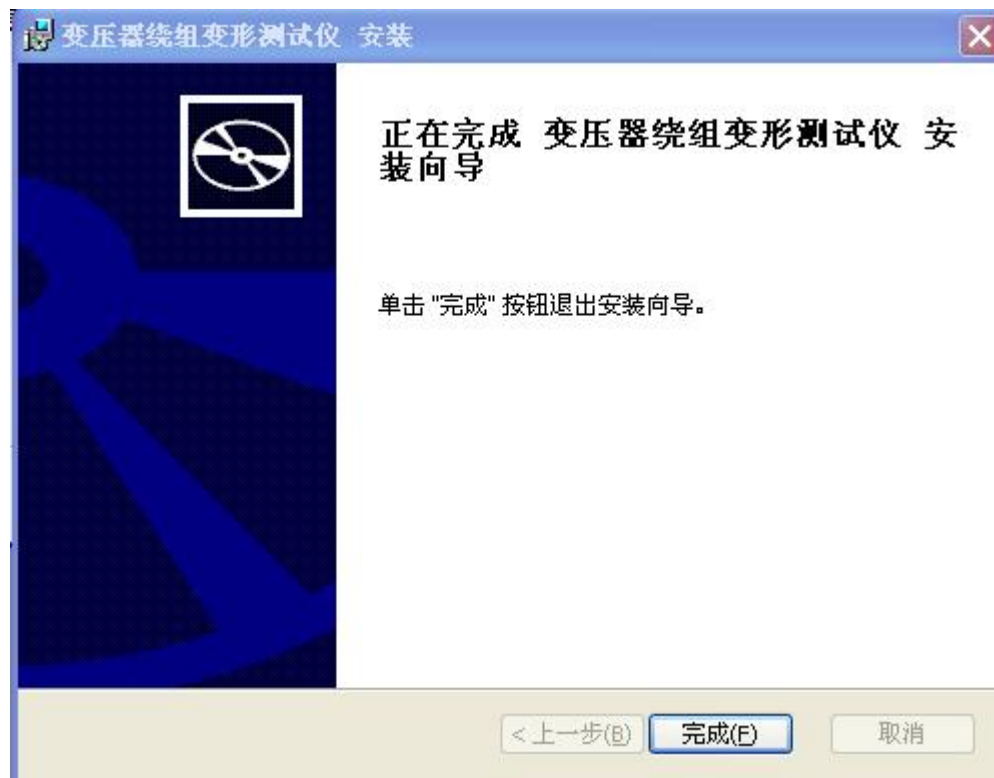 变压器绕组变形测试仪 安装
正在完成 变压器绕组变形测试仪 安
装向导
单击"完成"按钮退出安装向导。
<上一步(B)
完成(F)
取消